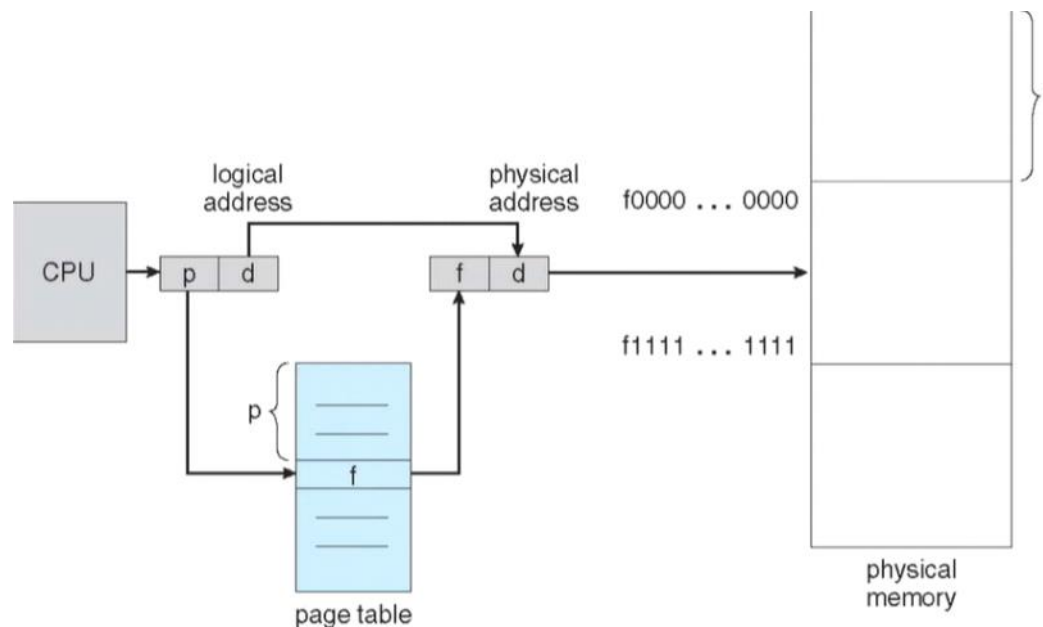 logical
address
physical
address
f0000 ... 0000
CPU
p
d
f
d
f1111 ... 1111
p
f
page table
physical
memory